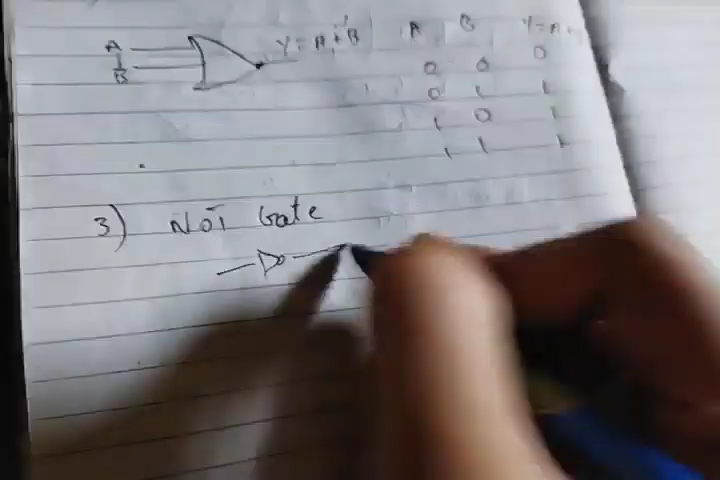 A
B
Y = A + B
A B Y = A +
0 0 0
0 1 1
1 0 1
1 1 1
3) NOT Gate